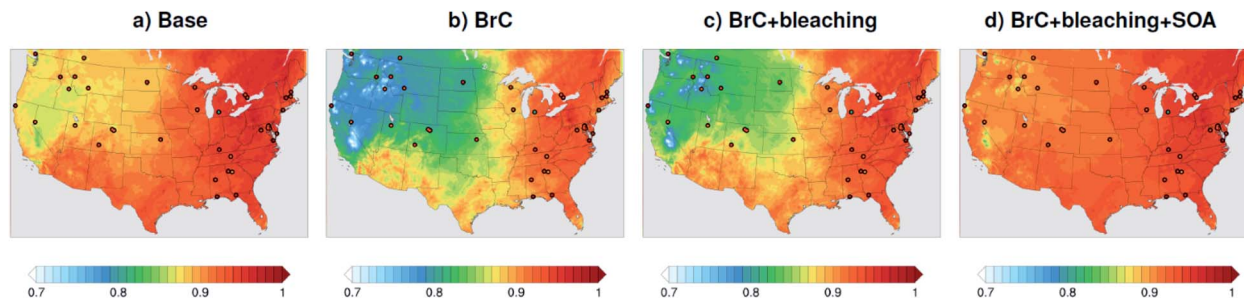 a) Base
b) BrC
c) BrC+bleaching
d) BrC+bleaching+SOA
0.7 0.8 0.9 1
0.7 0.8 0.9 1
0.7 0.8 0.9 1
0.7 0.8 0.9 1